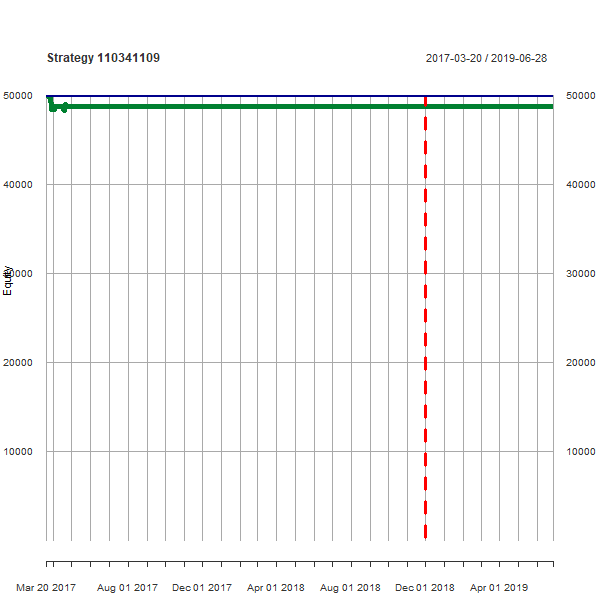 Strategy 110341109
2017-03-20 / 2019-06-28
50000 50000
40000 40000
30000 30000
Equity
20000 20000
10000 10000
Mar 20 2017 Aug 01 2017 Dec 01 2017 Apr 01 2018 Aug 01 2018 Dec 01 2018 Apr 01 2019